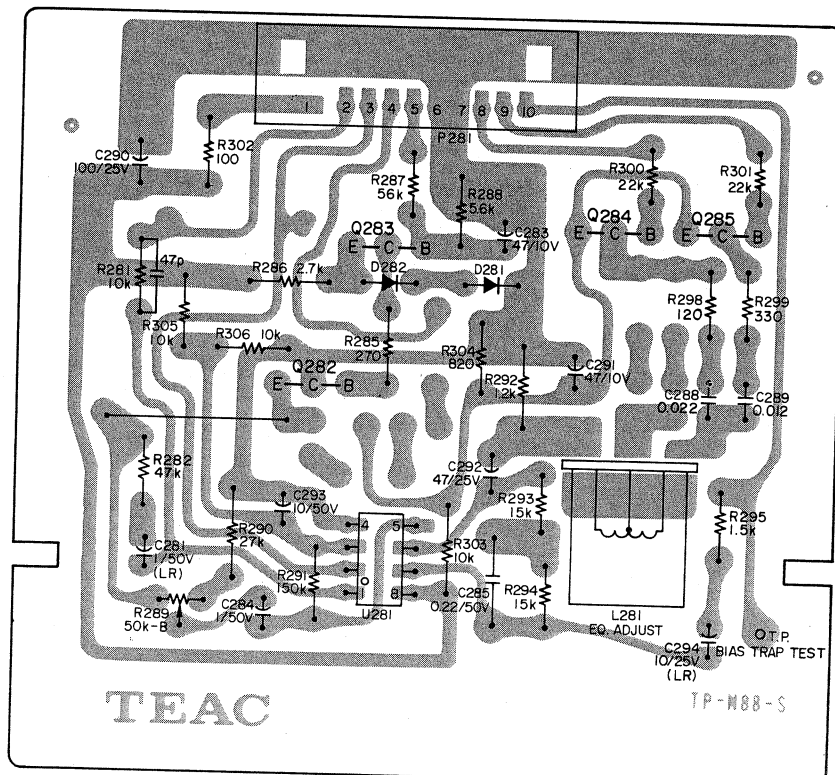 1 2 3 4 5 6 7 8 9 10
P281
C290
100/25V
R302
100
R287
56k
R288
5.6k
R300
22k
R301
22k
Q283
E C B
C283
47/10V
Q284
E C B
Q285
E C B
R281
10k
47p
R286 2.7k
D282
D281
R298
120
R299
330
R305
10k
R306 10k
R285
270
R304
820
R292
1.2k
C291
47/10V
Q282
E C B
C288
0.022
C289
0.012
R282
47k
C292
47/25V
C293
10/50V
R293
15k
R290
27k
4 5
R303
10k
R295
1.5k
C281
1/50V
(LR)
R291
150k
1 8
U281
C285
0.22/50V
R294
15k
R289
50k-B
C284
1/50V
L281
EQ. ADJUST
C294
10/25V
(LR)
T.P.
BIAS TRAP TEST
TEAC
TP-M88-S